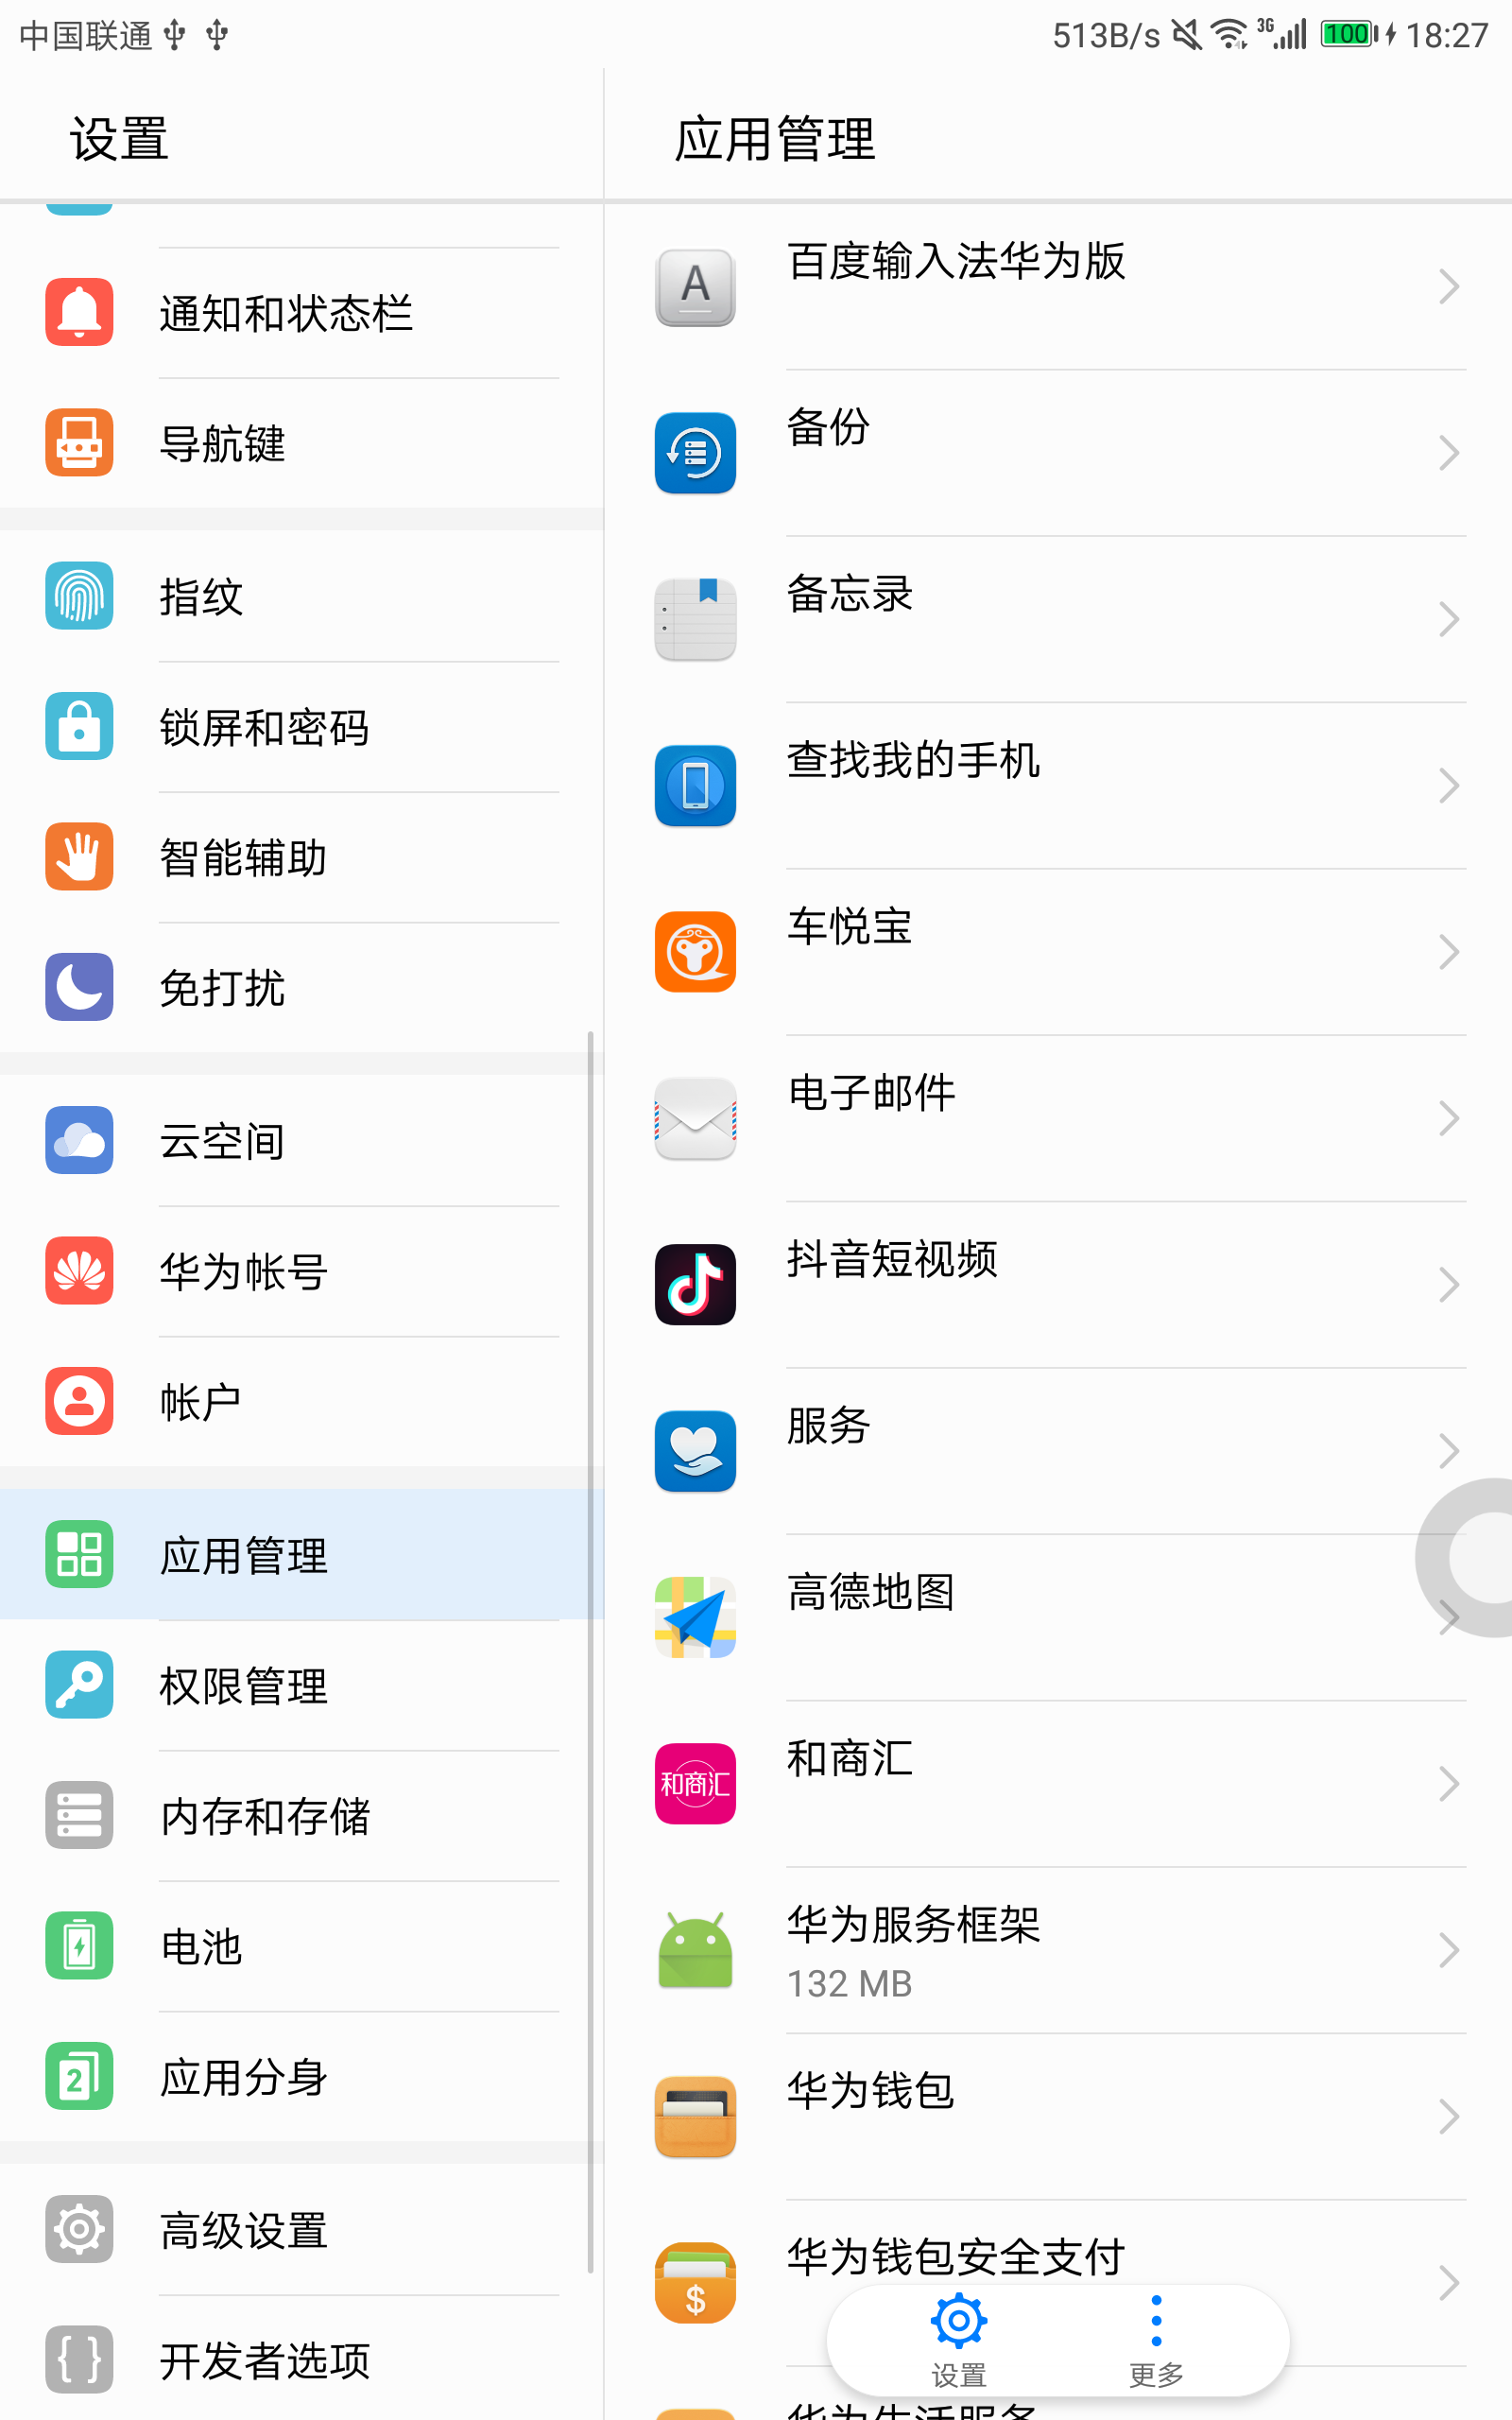 中国联通
513B/s 3G 100 18:27
设置
通知和状态栏
导航键
指纹
锁屏和密码
智能辅助
免打扰
云空间
华为帐号
帐户
应用管理
权限管理
内存和存储
电池
2
应用分身
高级设置
{ }
开发者选项
应用管理
A
百度输入法华为版
备份
备忘录
查找我的手机
车悦宝
电子邮件
抖音短视频
服务
高德地图
和商汇
和商汇
华为服务框架
132 MB
华为钱包
$
华为钱包安全支付
华为生活服务
设置
更多